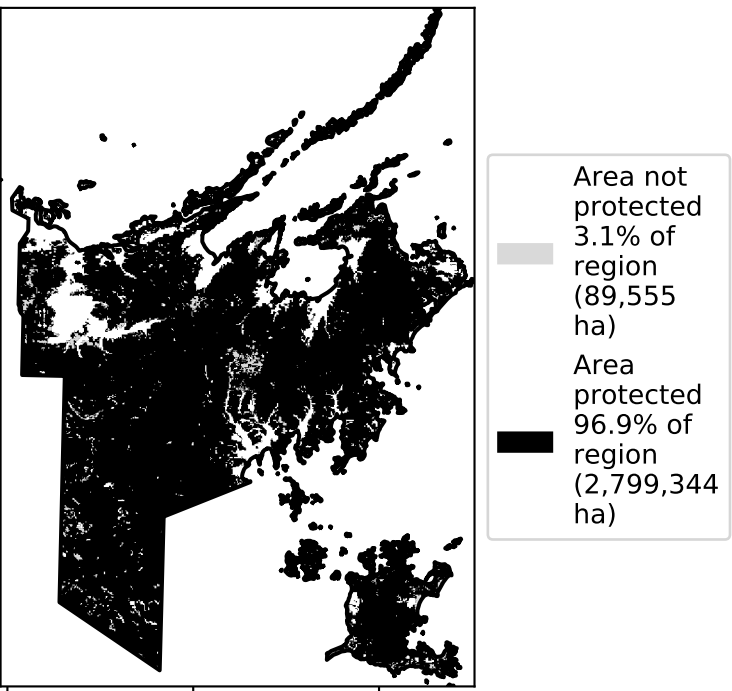 Area not
protected
3.1% of
region
(89,555
ha)
Area
protected
96.9% of
region
(2,799,344
ha)